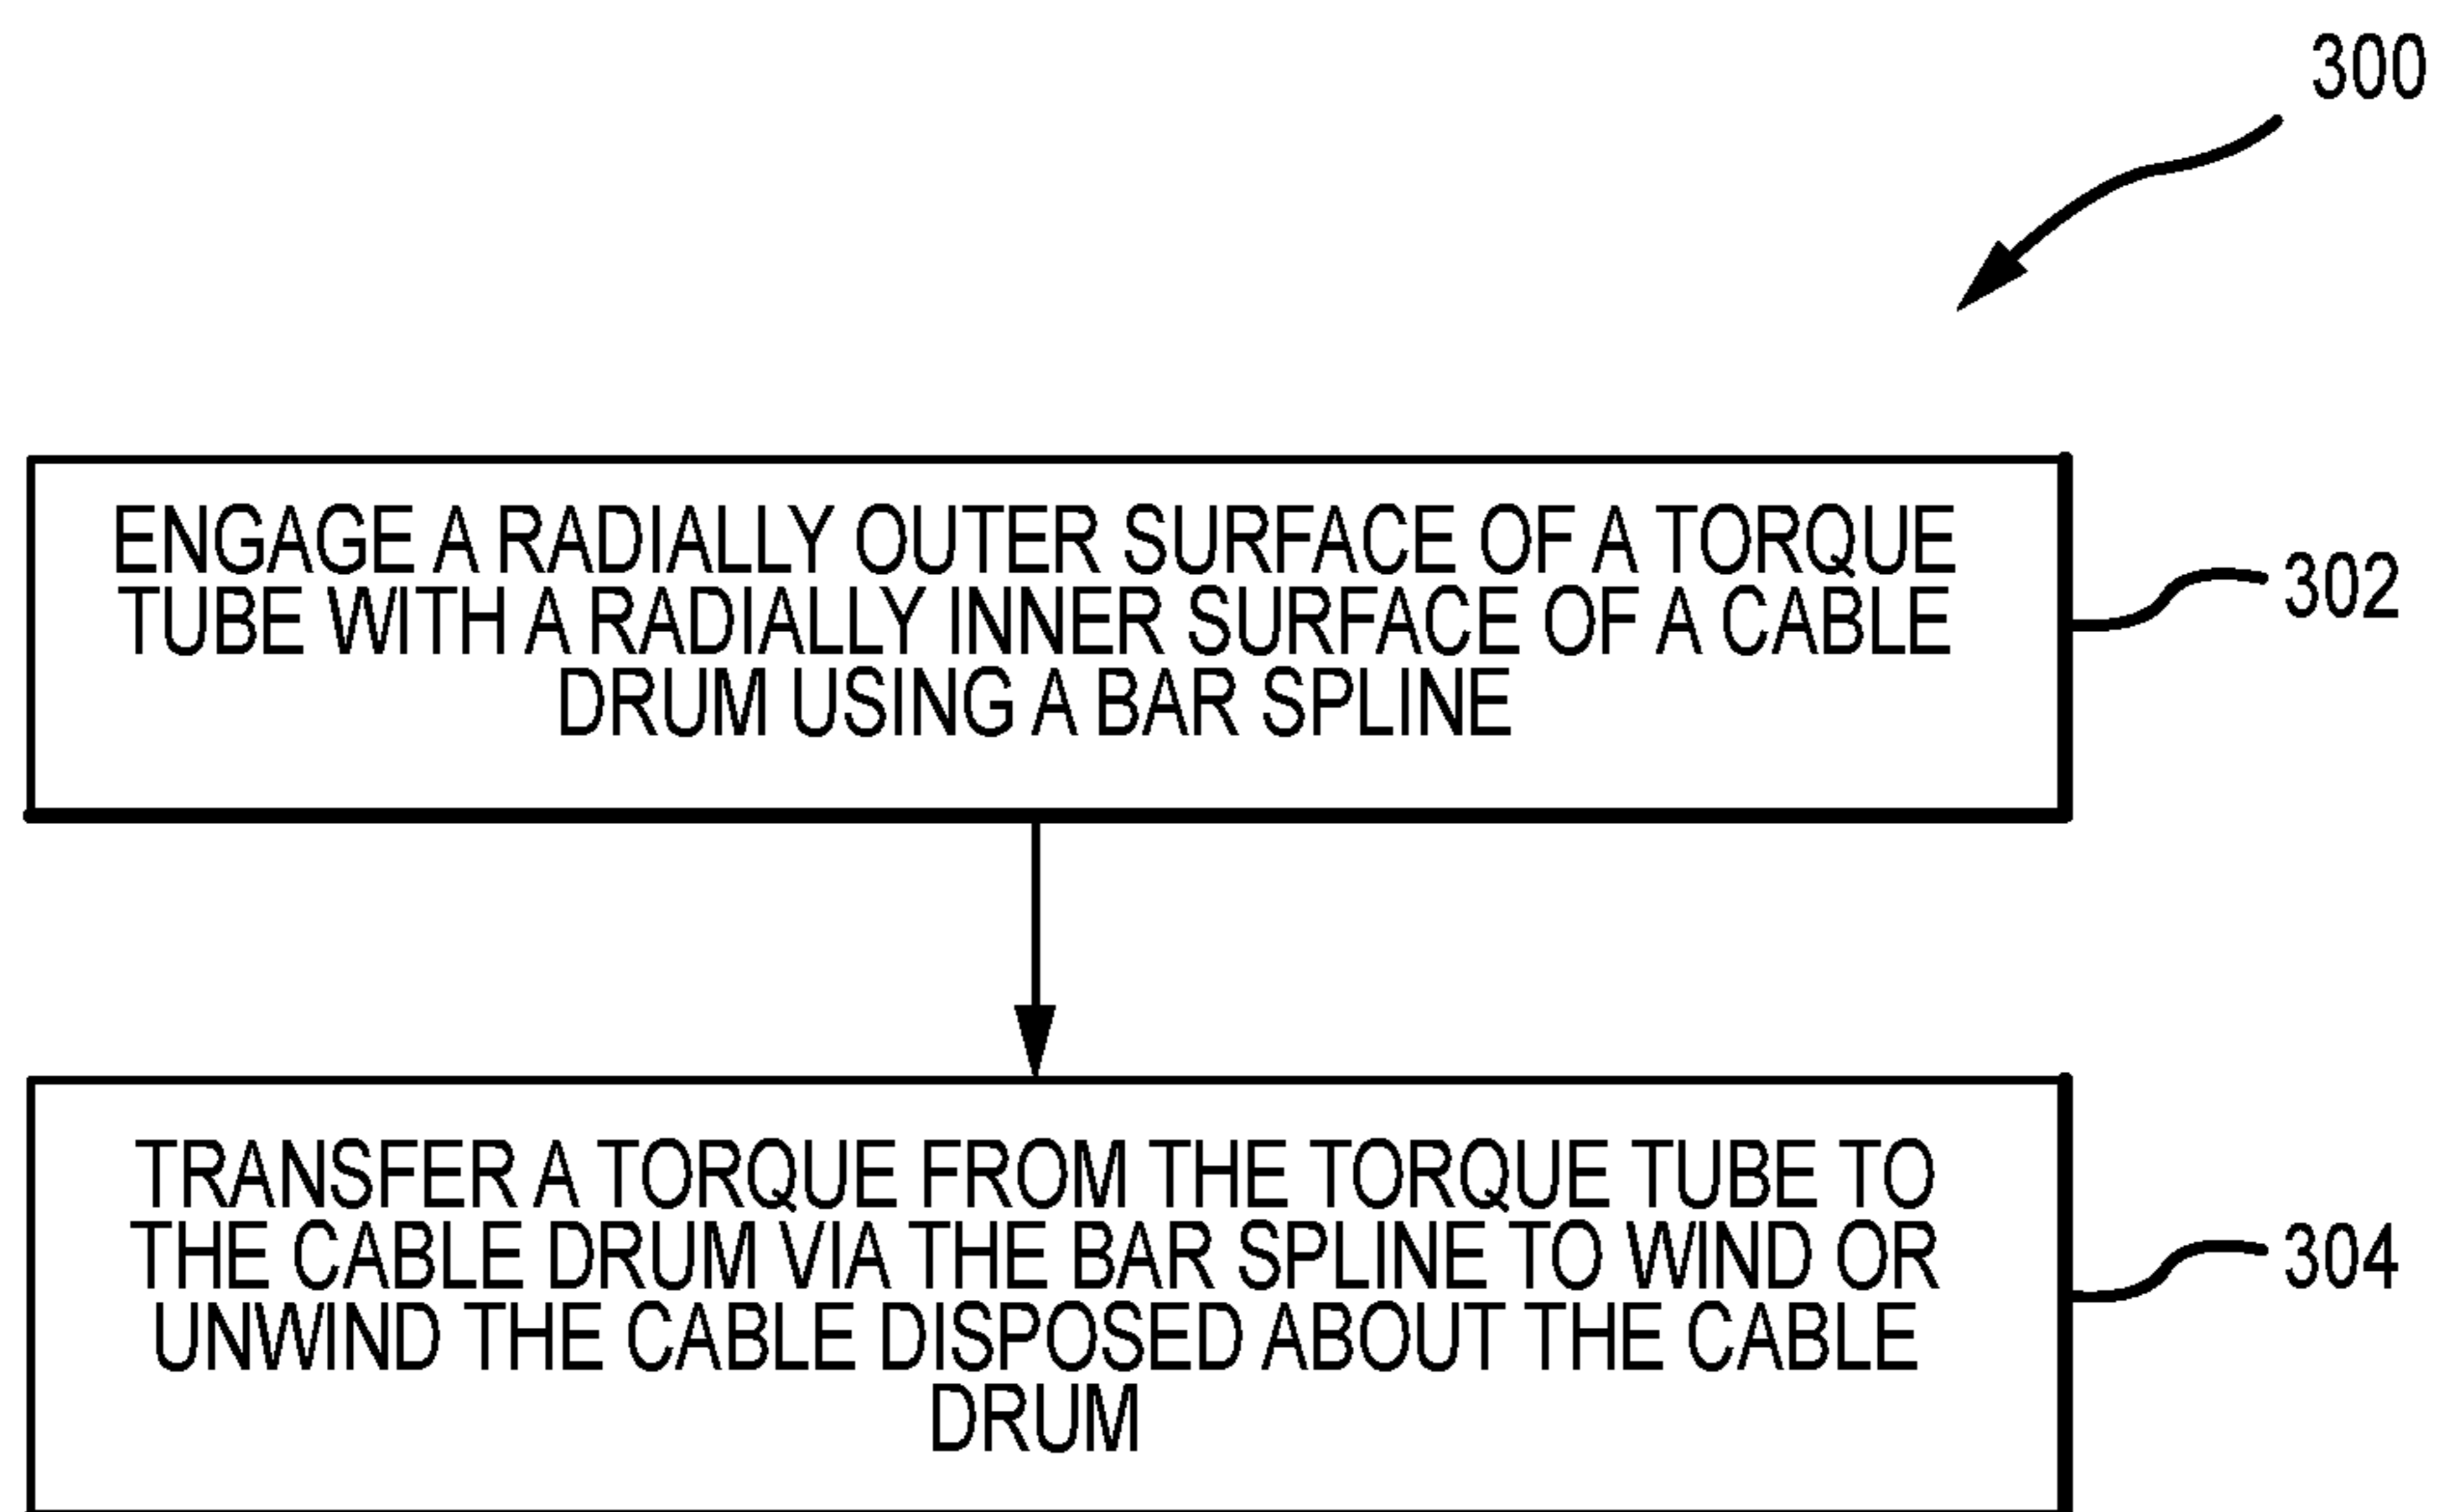 300
ENGAGE A RADIALLY OUTER SURFACE OF A TORQUE
TUBE WITH A RADIALLY INNER SURFACE OF A CABLE
DRUM USING A BAR SPLINE
302
TRANSFER A TORQUE FROM THE TORQUE TUBE TO
THE CABLE DRUM VIA THE BAR SPLINE TO WIND OR
UNWIND THE CABLE DISPOSED ABOUT THE CABLE
DRUM
304